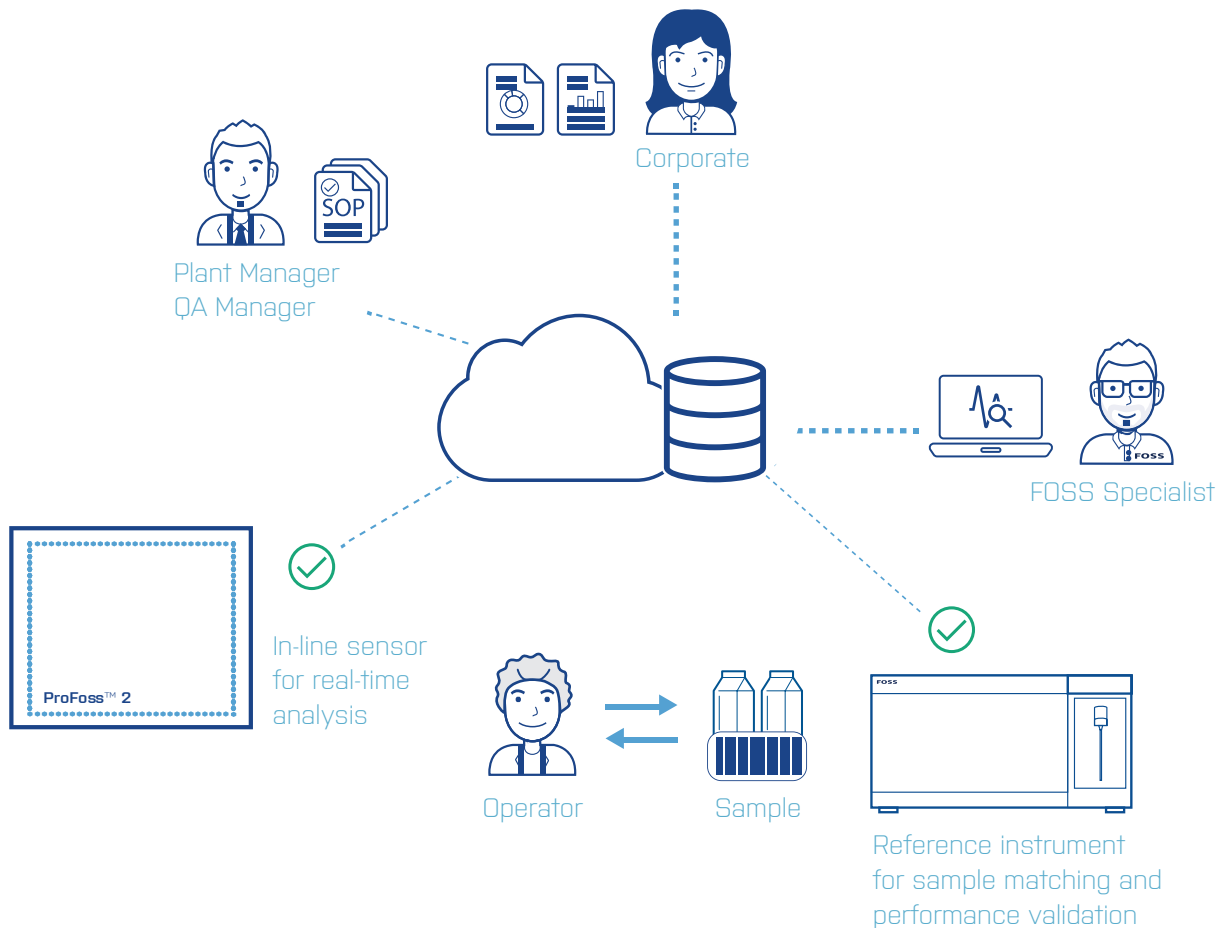 Corporate
SOP
Plant Manager
QA Manager
FOSS
FOSS Specialist
ProFoss™ 2
In-line sensor
for real-time
analysis
Operator
Sample
FOSS
Reference instrument
for sample matching and
performance validation